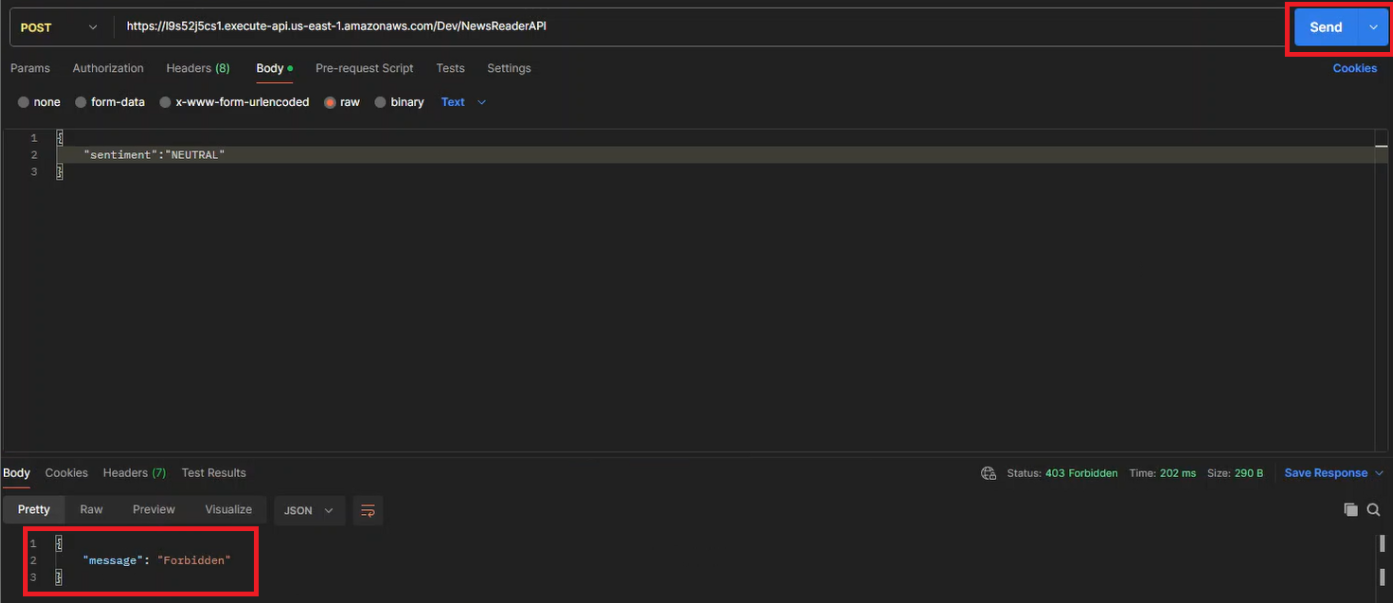 POST https://l9s52j5cs1.execute-api.us-east-1.amazonaws.com/Dev/NewsReaderAPI Send
Params Authorization Headers (8) Body Pre-request Script Tests Settings Cookies
none form-data x-www-form-urlencoded raw binary Text
1 {
2 "sentiment":"NEUTRAL"
3 }
Body Cookies Headers (7) Test Results Status: 403 Forbidden Time: 202 ms Size: 290 B Save Response
Pretty Raw Preview Visualize JSON
1 {
2 "message": "Forbidden"
3 }